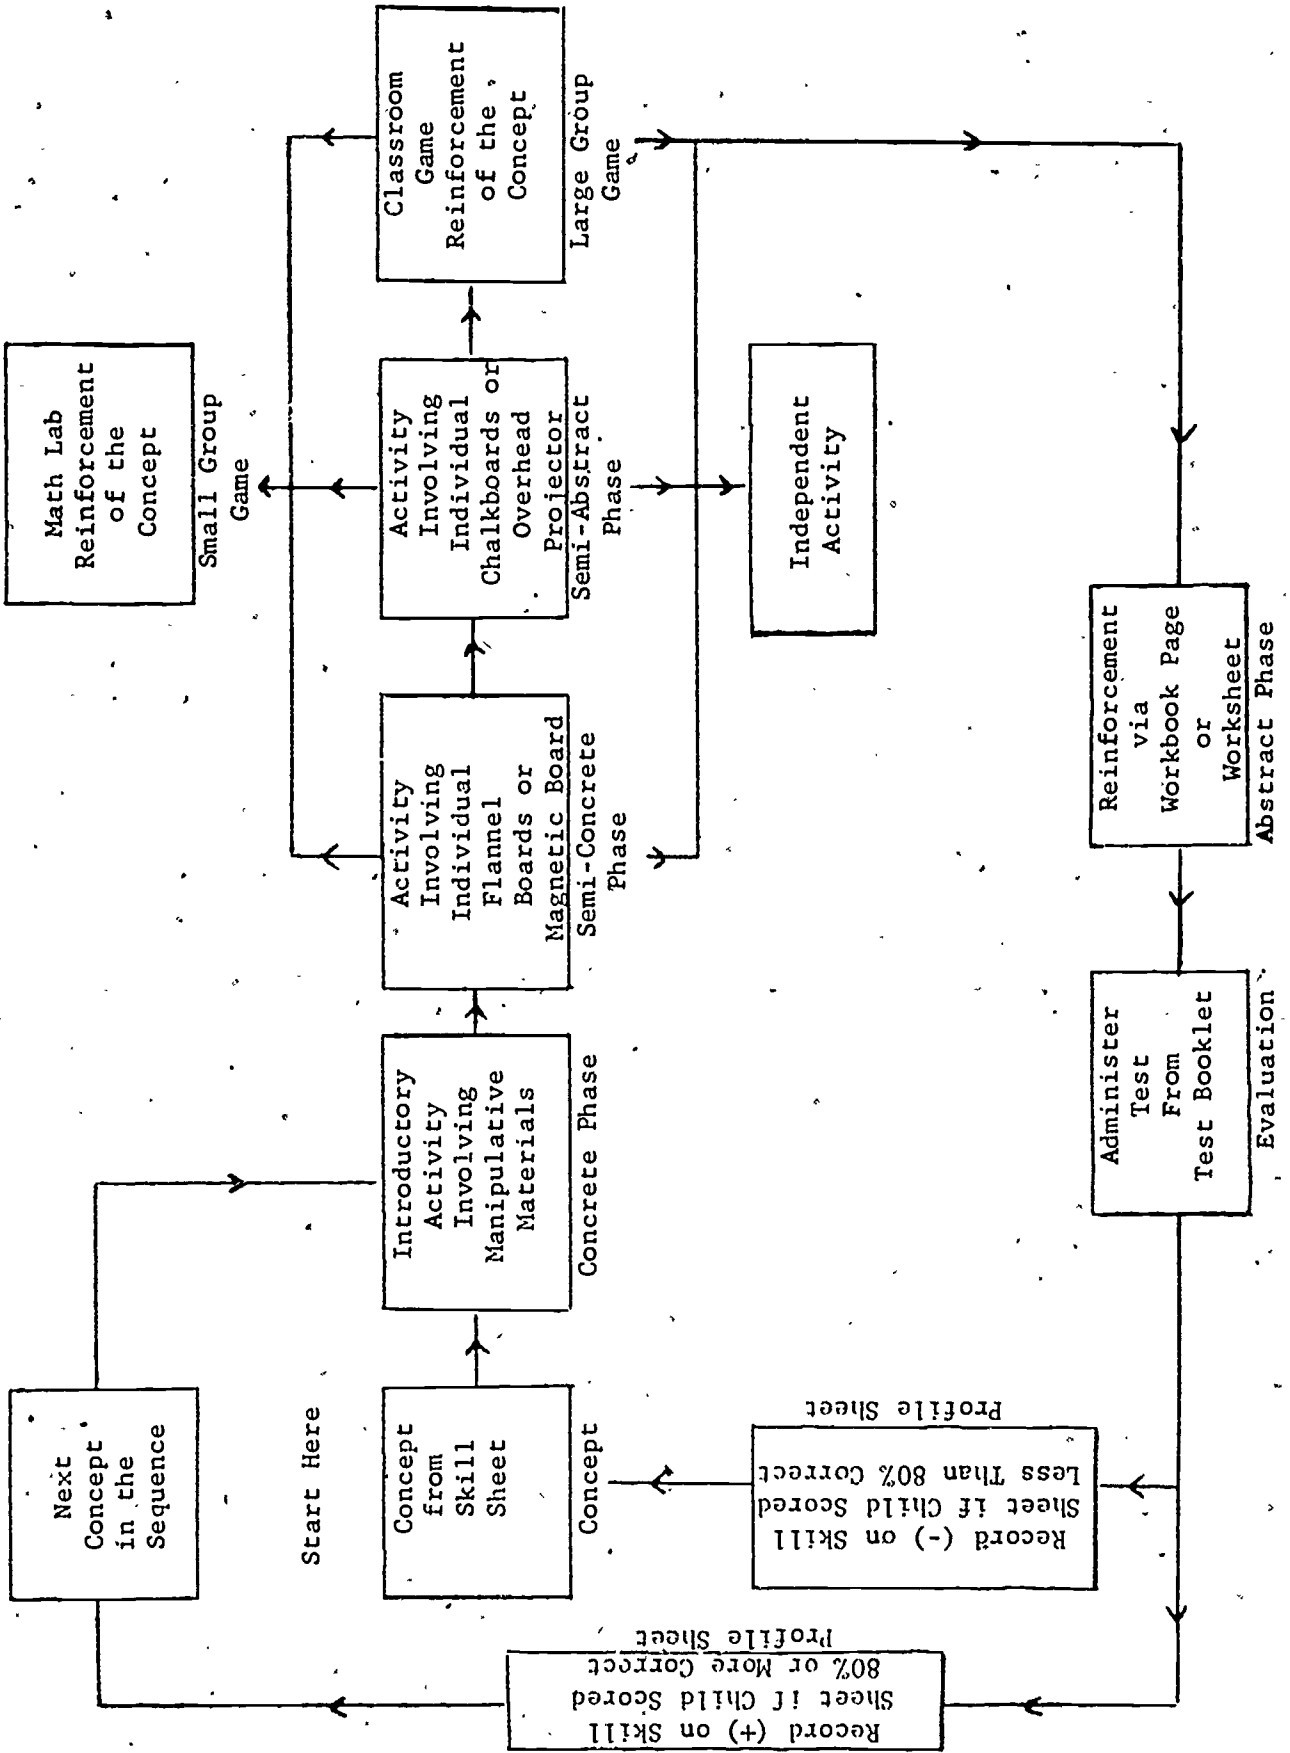 Next
Concept
in the
Sequence
Start Here
Concept
from
Skill
Sheet
Concept
Introductory
Activity
Involving
Manipulative
Materials
Concrete Phase
Activity
Involving
Individual
Flannel
Boards or
Magnetic Board
Semi-Concrete
Phase
Activity
Involving
Individual
Chalkboards or
Overhead
Projector
Semi-Abstract
Phase
Classroom
Game
Reinforcement
of the
Concept
Large Group
Game
Math Lab
Reinforcement
of the
Concept
Small Group
Game
Independent
Activity
Reinforcement
via
Workbook Page
or
Worksheet
Abstract Phase
Administer
Test
From
Test Booklet
Evaluation
Record (-) on Skill
Sheet if Child Scored
Less Than 80% Correct
Profile Sheet
Record (+) on Skill
Sheet if Child Scored
80% or More Correct
Profile Sheet